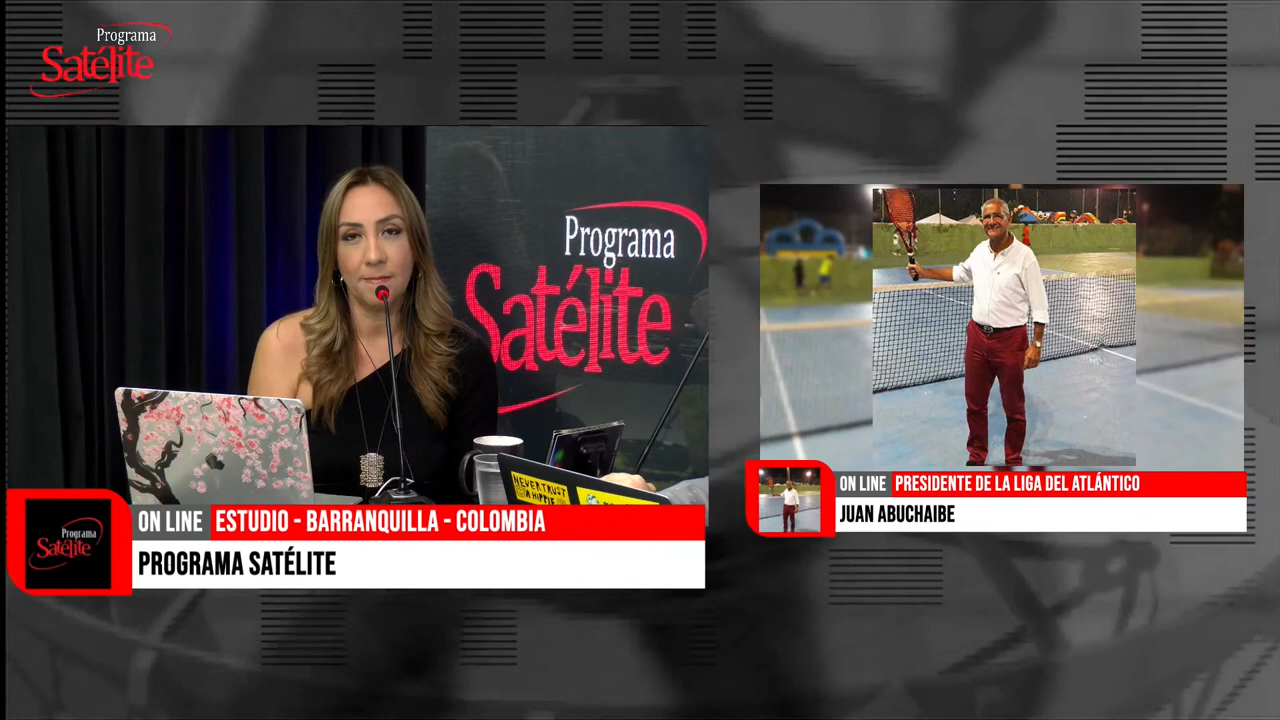 Programa
Satélite
Programa
Satélite
NEVER TRUST
A HIPPIE
Programa
Satélite
ON LINE ESTUDIO - BARRANQUILLA - COLOMBIA
PROGRAMA SATÉLITE
ON LINE PRESIDENTE DE LA LIGA DEL ATLÁNTICO
JUAN ABUCHAIBE